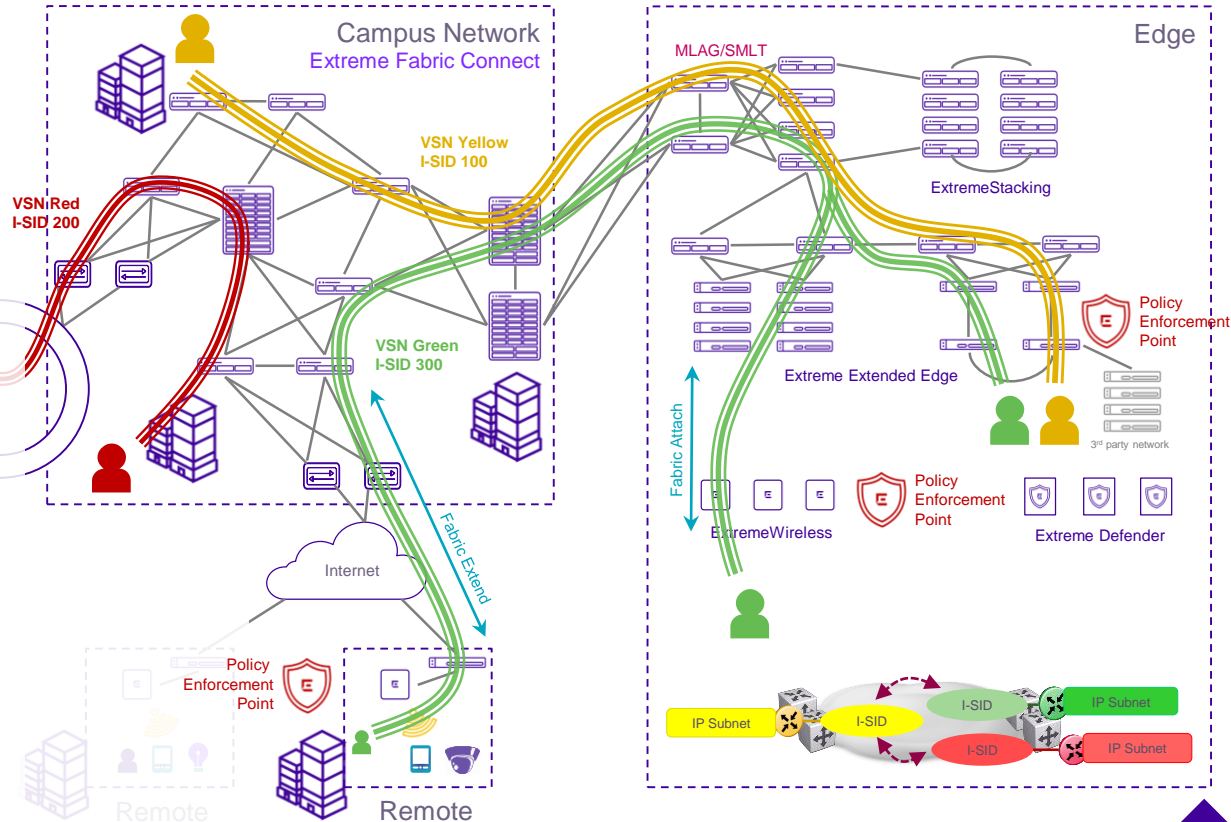 Campus Network
Extreme Fabric Connect
Edge
MLAG/SMLT
VSN Yellow
I-SID 100
VSN Red
I-SID 200
ExtremeStacking
VSN Green
I-SID 300
Policy
Enforcement
Point
Extreme Extended Edge
Fabric Attach
3rd party network
Policy
Enforcement
Point
ExtremeWireless
Extreme Defender
Fabric Extend
Internet
Policy
Enforcement
Point
IP Subnet
I-SID
I-SID
IP Subnet
I-SID
IP Subnet
Remote
Remote